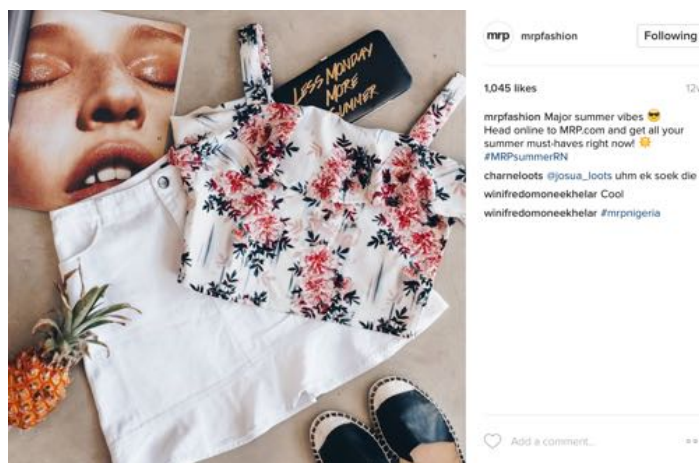 LESS MONDAY
MORE
SUMMER
mrp mrpfashion
Following
1,045 likes
12w
mrpfashion Major summer vibes 😎
Head online to MRP.com and get all your
summer must-haves right now! ☀️
#MRPsummerRN
charneloots @josua_loots uhm ek soek die
winifredomoneekhelar Cool
winifredomoneekhelar #mrpnigeria
Add a comment...